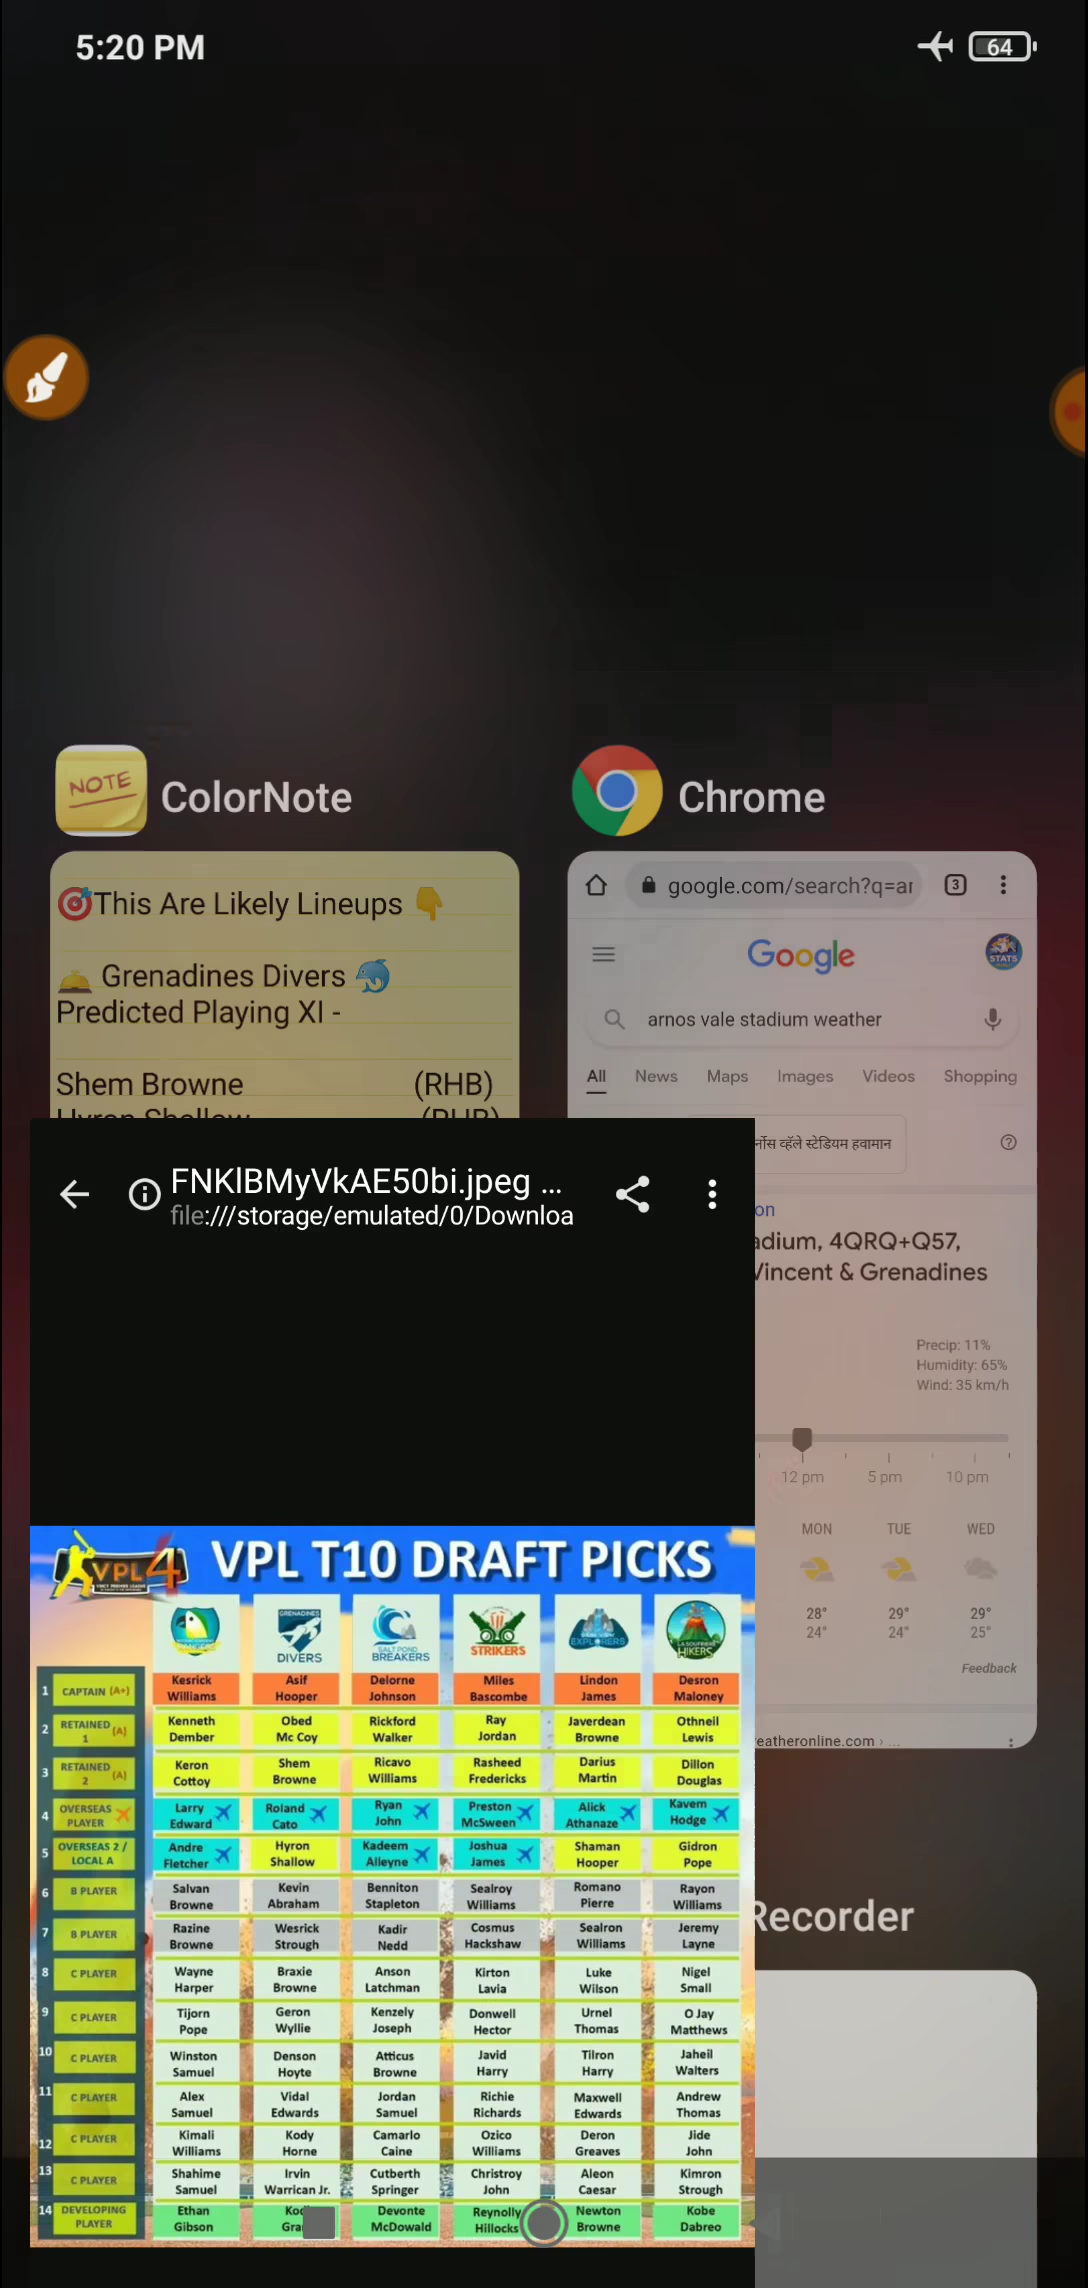 5:20 PM
64
NOTE
ColorNote
Chrome
🎯This Are Likely Lineups 👇
🛎️ Grenadines Divers 🐬
Predicted Playing XI -
Shem Browne (RHB)
Hyron Shallow (RHB)
google.com/search?q=ar
3
Google
STATS
arnos vale stadium weather
All News Maps Images Videos Shopping
र्नोस व्हॅले स्टेडियम हवामान
on
adium, 4QRQ+Q57,
Vincent & Grenadines
Precip: 11%
Humidity: 65%
Wind: 35 km/h
12 pm 5 pm 10 pm
MON TUE WED
28° 29° 29°
24° 24° 25°
Feedback
eatheronline.com › ...
Recorder
FNKlBMyVkAE50bi.jpeg ...
file:///storage/emulated/0/Downloa
VPL4
VPL T10 DRAFT PICKS
GRENADINES DIVERS
SALT POND BREAKERS
STRIKERS
EXPLORERS
LA SOUFRIERE HIKERS
1 CAPTAIN (A+) Kesrick Williams Asif Hooper Delorne Johnson Miles Bascombe Lindon James Desron Maloney
2 RETAINED 1 (A) Kenneth Dember Obed Mc Coy Rickford Walker Ray Jordan Javerdean Browne Othneil Lewis
3 RETAINED 2 (A) Keron Cottoy Shem Browne Ricavo Williams Rasheed Fredericks Darius Martin Dillon Douglas
4 OVERSEAS PLAYER Larry Edward Roland Cato Ryan John Preston McSween Alick Athanaze Kavem Hodge
5 OVERSEAS 2 / LOCAL A Andre Fletcher Hyron Shallow Kadeem Alleyne Joshua James Shaman Hooper Gidron Pope
6 B PLAYER Salvan Browne Kevin Abraham Benniton Stapleton Sealroy Williams Romano Pierre Rayon Williams
7 B PLAYER Razine Browne Wesrick Strough Kadir Nedd Cosmus Hackshaw Sealron Williams Jeremy Layne
8 C PLAYER Wayne Harper Braxie Browne Anson Latchman Kirton Lavia Luke Wilson Nigel Small
9 C PLAYER Tijorn Pope Geron Wyllie Kenzely Joseph Donwell Hector Urnel Thomas O Jay Matthews
10 C PLAYER Winston Samuel Denson Hoyte Atticus Browne Javid Harry Tilron Harry Jaheil Walters
11 C PLAYER Alex Samuel Vidal Edwards Jordan Samuel Richie Richards Maxwell Edwards Andrew Thomas
12 C PLAYER Kimali Williams Kody Horne Camarlo Caine Ozico Williams Deron Greaves Jide John
13 C PLAYER Shahime Samuel Irvin Warrican Jr. Cutberth Springer Christroy John Aleon Caesar Kimron Strough
14 DEVELOPING PLAYER Ethan Gibson Devonte McDowald Reynolly Hillocks Newton Browne Kobe Dabreo